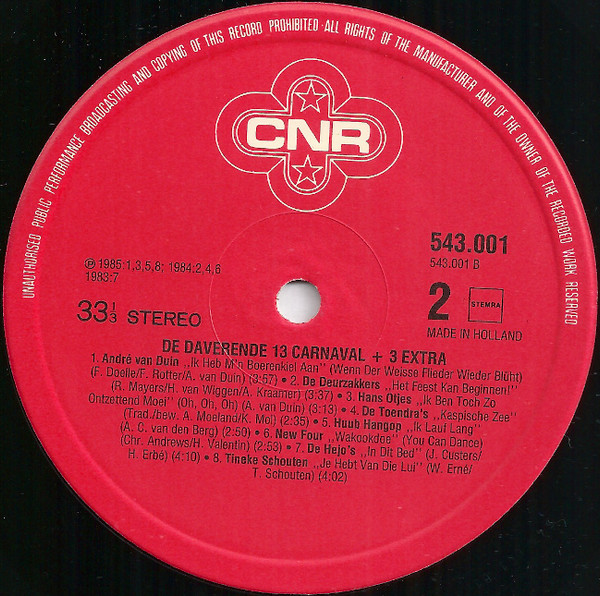 UNAUTHORISED PUBLIC PERFORMANCE BROADCASTING AND COPYING OF THIS RECORD PROHIBITED·ALL RIGHTS OF THE MANUFACTURER AND OF THE OWNER OF THE RECORDED WORK RESERVED
CNR
543.001
543.001 B
℗ 1985:1,3,5,8; 1984:2,4,6
1983:7
2
STEMRA
33 1/3 STEREO
MADE IN HOLLAND
DE DAVERENDE 13 CARNAVAL + 3 EXTRA
1. André van Duin „Ik Heb M'n Boerenkiel Aan" (Wenn Der Weisse Flieder Wieder Blüht)
(F. Doelle/F. Rotter/A. van Duin) (3:57) • 2. De Deurzakkers „Het Feest Kan Beginnen!"
(R. Mayers/H. van Wiggen/A. Kraamer) (3:37) • 3. Hans Oltjes „Ik Ben Toch Zo
Ontzettend Moei" (Oh, Oh, Oh) (A. van Duin) (3:13) • 4. De Toendra's „Kaspische Zee"
(Trad./bew. A. Moeland/K. Mol) (2:35) • 5. Huub Hangop „Ik Lauf Lang"
(A. C. van den Berg) (2:50) • 6. New Four „Wakookdee" (You Can Dance)
(Chr. Andrews/H. Valentin) (2:53) • 7. De Hejo's „In Dit Bed" (J. Custers/
H. Erbé) (4:10) • 8. Tineke Schouten „Je Hebt Van Die Lui" (W. Erné/
T. Schouten) (4:02)